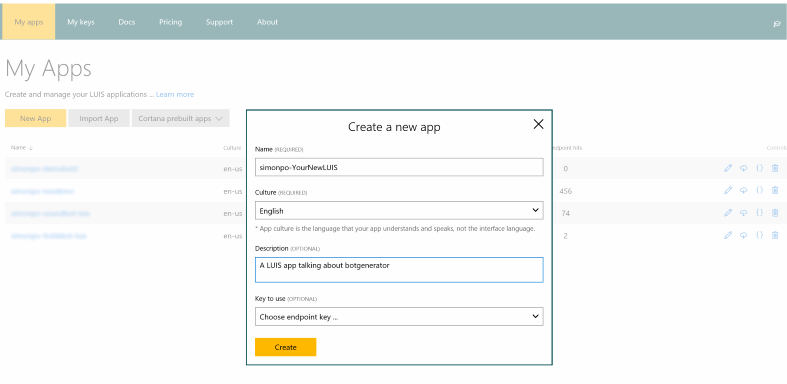 My apps My keys Docs Pricing Support About
My Apps
Create and manage your LUIS applications ... Learn more
New App Import App Cortana prebuilt apps
Name Culture Endpoint hits Controls
en-us 0
en-us 456
en-us 74
en-us 2
Create a new app
Name (REQUIRED)
simonpo-YourNewLUIS
Culture (REQUIRED)
English
* App culture is the language that your app understands and speaks, not the interface language.
Description (OPTIONAL)
A LUIS app talking about botgenerator
Key to use (OPTIONAL)
Choose endpoint key ...
Create